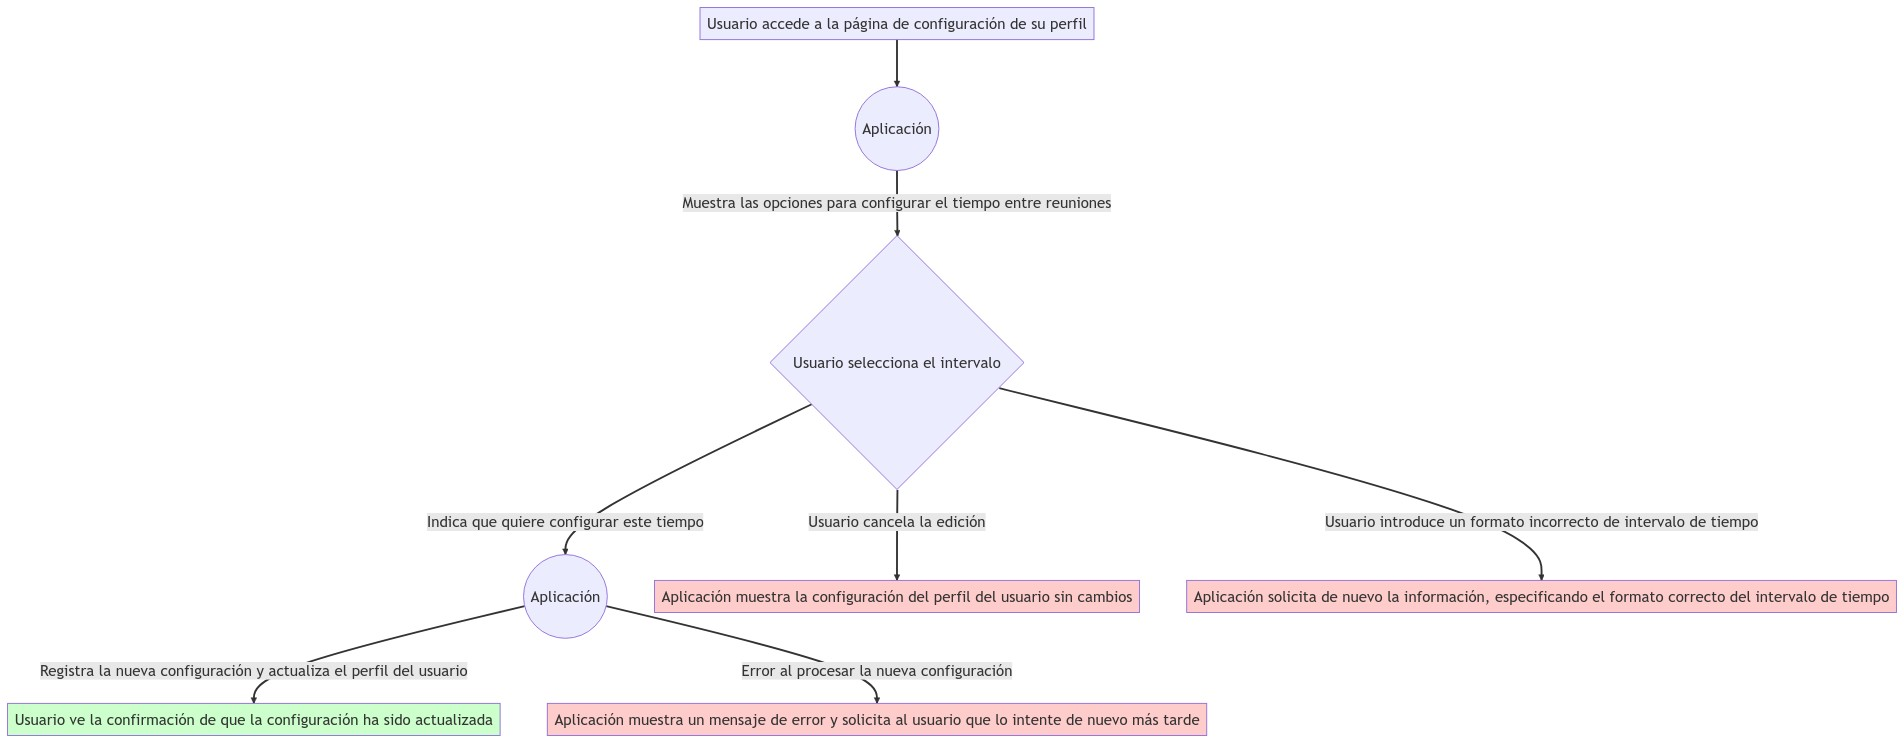 Usuario accede a la página de configuración de su perfil
Aplicación
Muestra las opciones para configurar el tiempo entre reuniones
Usuario selecciona el intervalo
Indica que quiere configurar este tiempo
Usuario cancela la edición
Usuario introduce un formato incorrecto de intervalo de tiempo
Aplicación
Aplicación muestra la configuración del perfil del usuario sin cambios
Aplicación solicita de nuevo la información, especificando el formato correcto del intervalo de tiempo
Registra la nueva configuración y actualiza el perfil del usuario
Error al procesar la nueva configuración
Usuario ve la confirmación de que la configuración ha sido actualizada
Aplicación muestra un mensaje de error y solicita al usuario que lo intente de nuevo más tarde